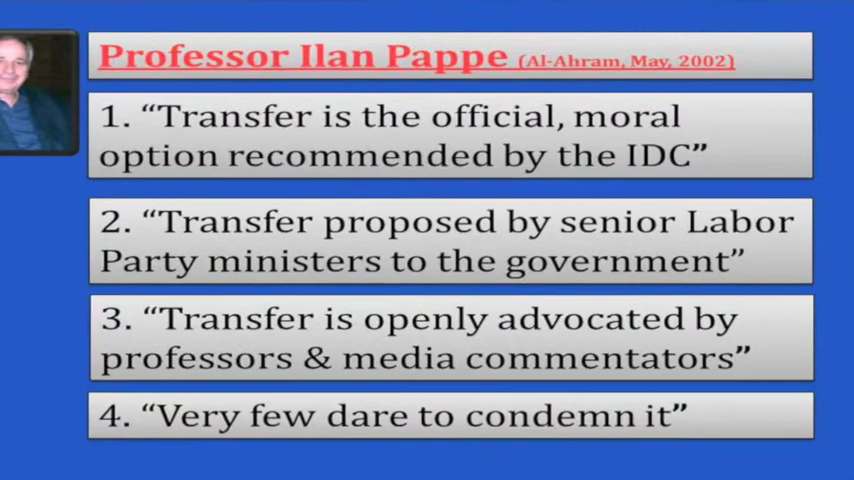 Professor Ilan Pappe (Al-Ahram, May, 2002)
1. “Transfer is the official, moral
option recommended by the IDC”
2. “Transfer proposed by senior Labor
Party ministers to the government”
3. “Transfer is openly advocated by
professors & media commentators”
4. “Very few dare to condemn it”